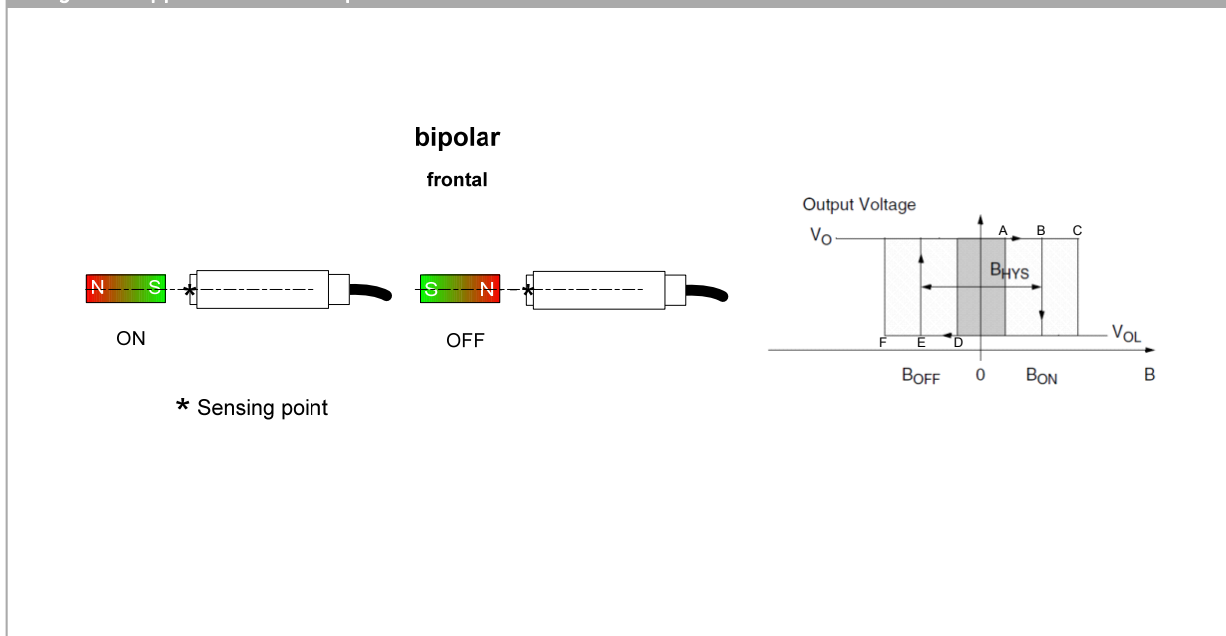 bipolar
frontal
N S
ON
S N
OFF
* Sensing point
Output Voltage
VO
A B C
BHYS
VOL
F E D
BOFF 0 BON B